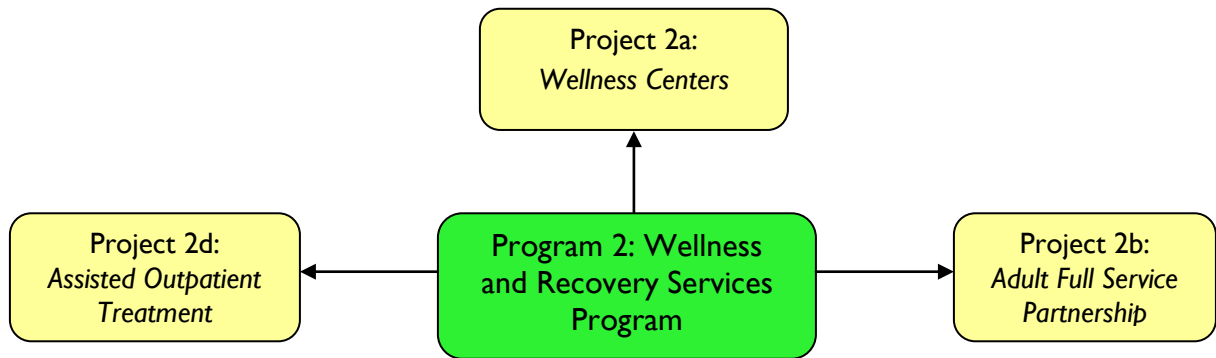 Project 2a:
Wellness Centers
Project 2d:
Assisted Outpatient
Treatment
Program 2: Wellness
and Recovery Services
Program
Project 2b:
Adult Full Service
Partnership